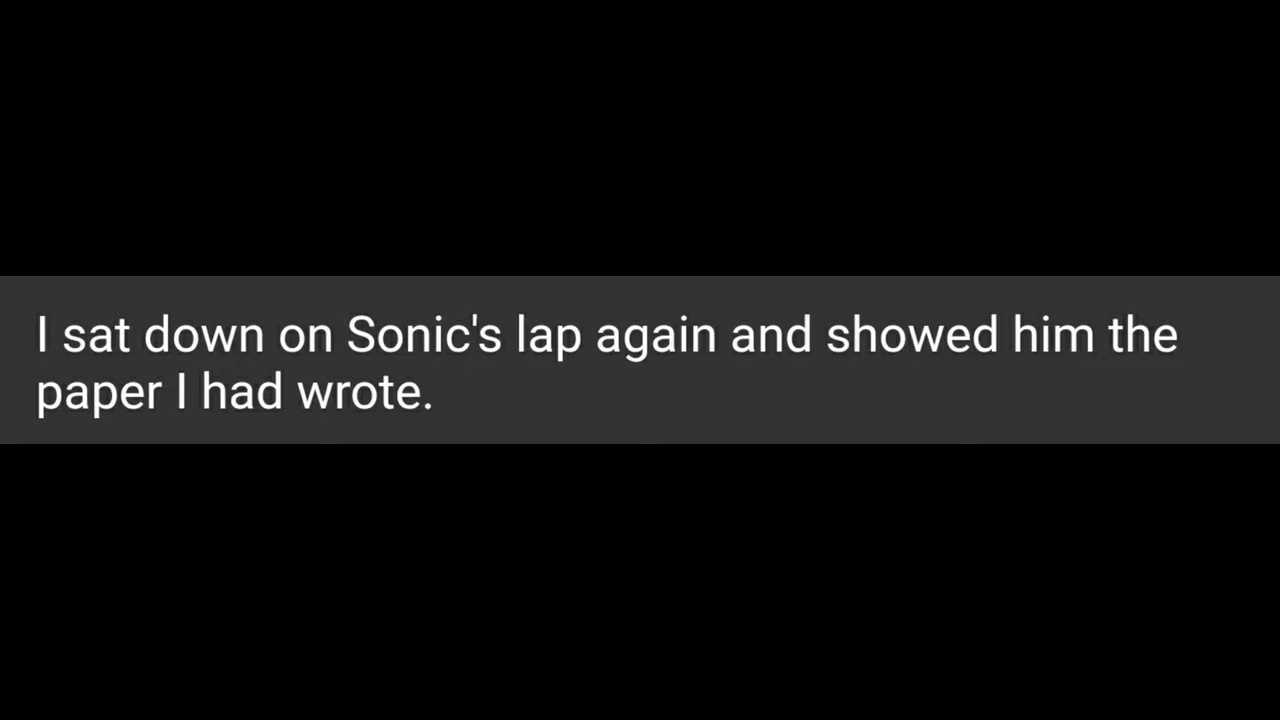 I sat down on Sonic's lap again and showed him the
paper I had wrote.